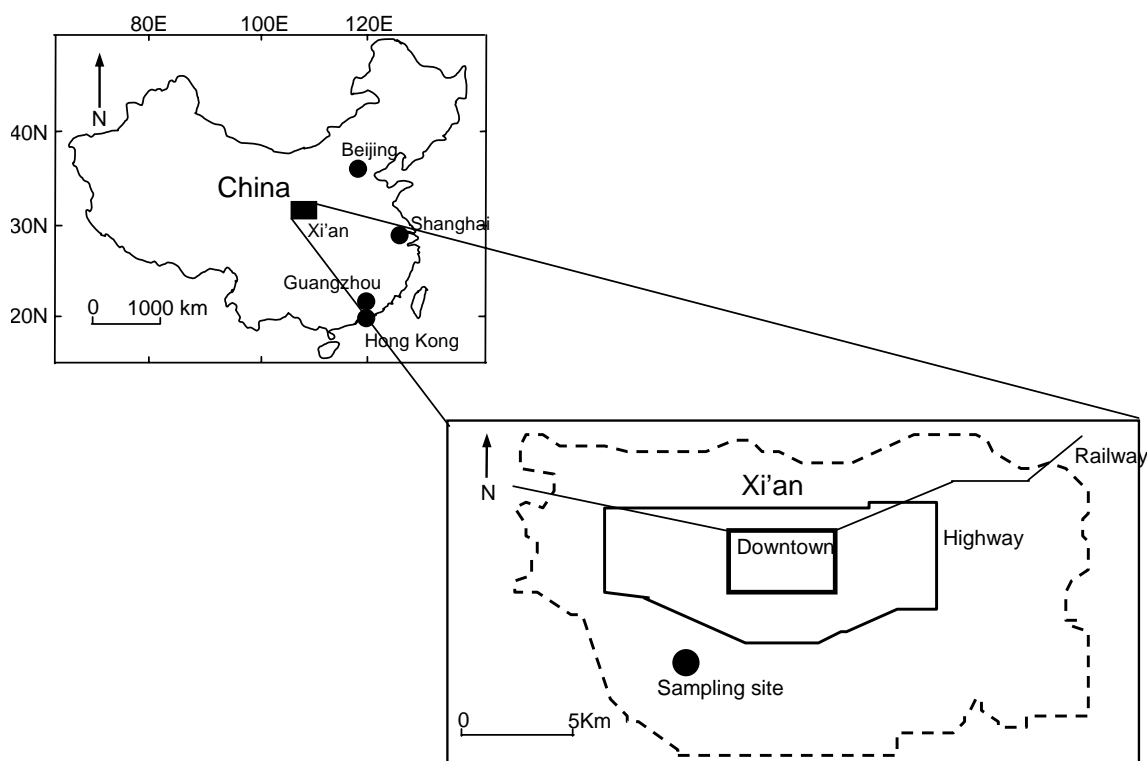 80E 100E 120E
N
40N
Beijing
China
30N
Xi'an
Shanghai
Guangzhou
0 1000 km
20N
Hong Kong
Railway
N
Xi'an
Downtown
Highway
Sampling site
0 5Km